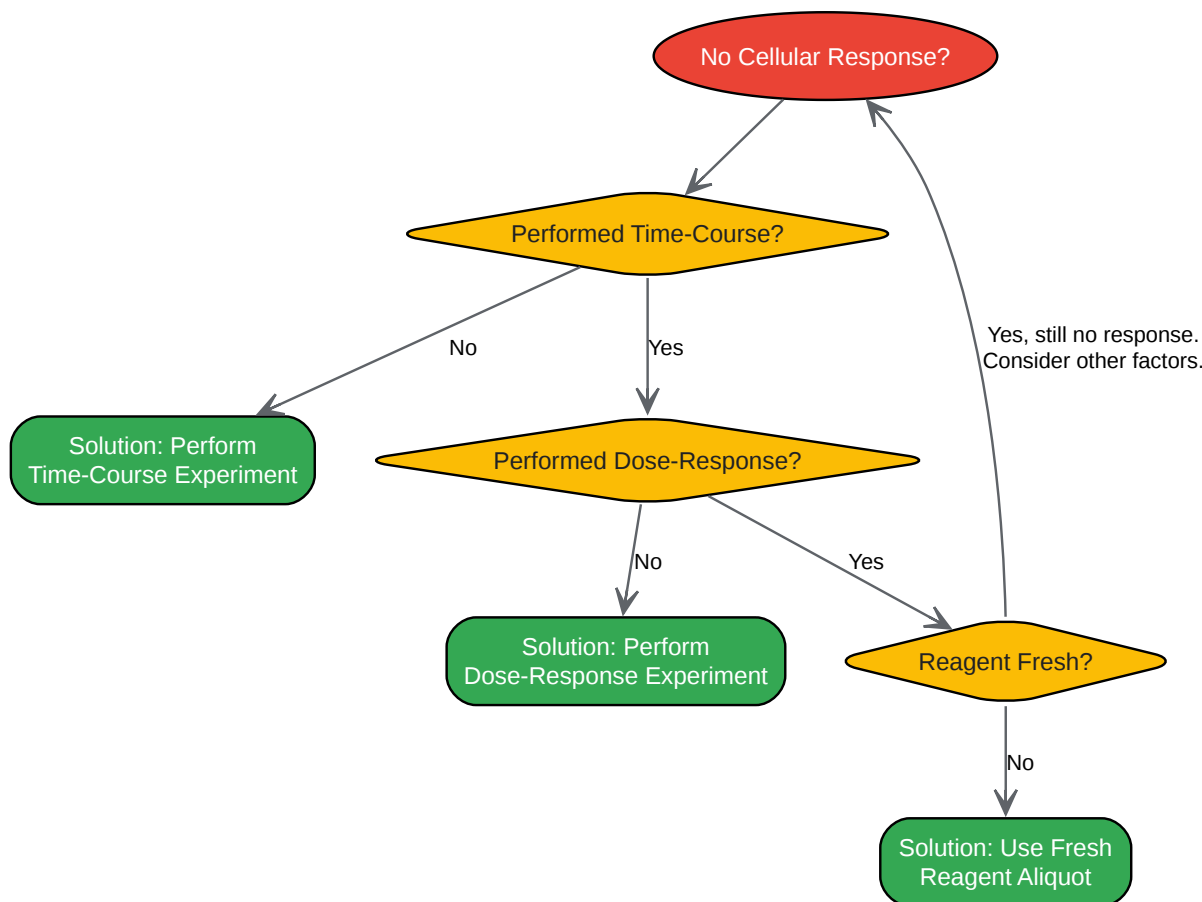 No Cellular Response?
Performed Time-Course?
No
Yes
Yes, still no response.
Consider other factors.
Solution: Perform
Time-Course Experiment
Performed Dose-Response?
No
Yes
Solution: Perform
Dose-Response Experiment
Reagent Fresh?
No
Solution: Use Fresh
Reagent Aliquot